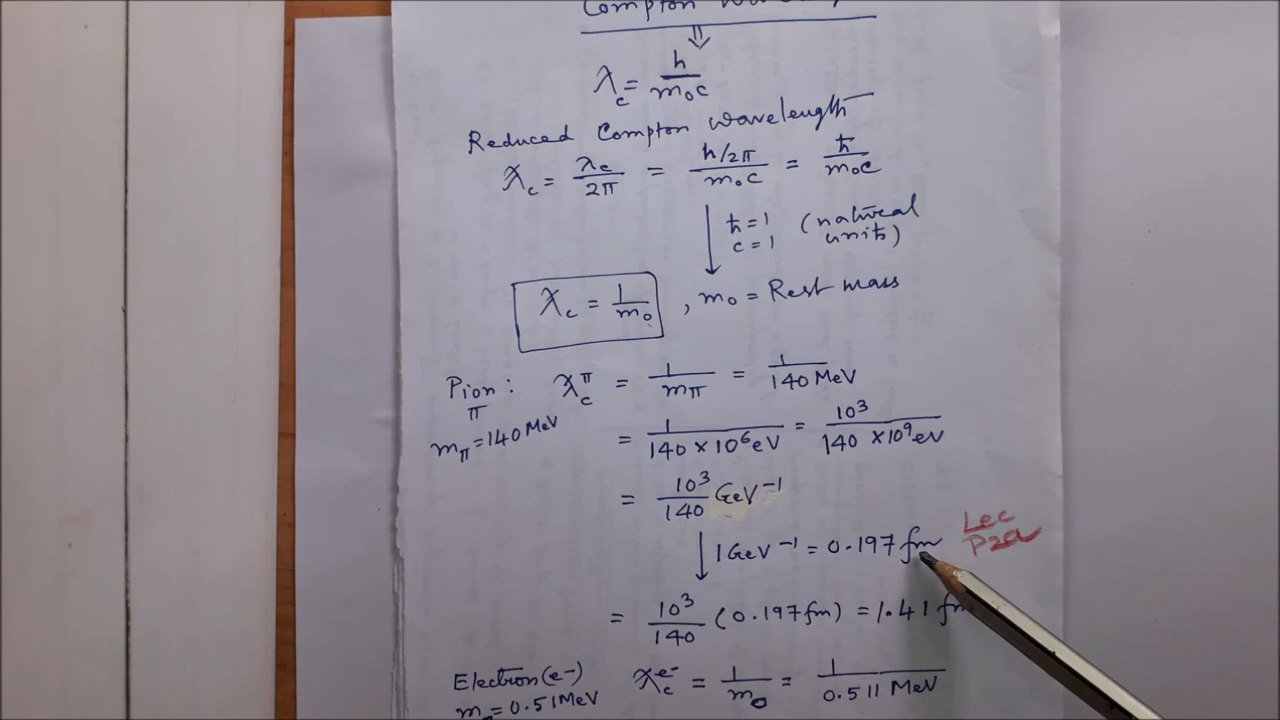 Compton Wavelength
⇓
λc = h/m₀c
Reduced Compton Wavelength
ƛc = λc/2π = h/2π/m₀c = ħ/m₀c
↓ ħ = 1 (natural
c = 1 units)
ƛc = 1/m₀ , m₀ = Rest mass
Pion : ƛcπ = 1/mπ = 1/140 MeV
π
mπ = 140 MeV
= 1/140 × 10⁶ eV = 10³/140 × 10⁹ eV
= 10³/140 GeV⁻¹
↓ 1 GeV⁻¹ = 0.197 fm Lec
P2a
= 10³/140 (0.197 fm) = 1.41 fm
Electron (e-) ƛce- = 1/m₀ = 1/0.511 MeV
m = 0.51 MeV